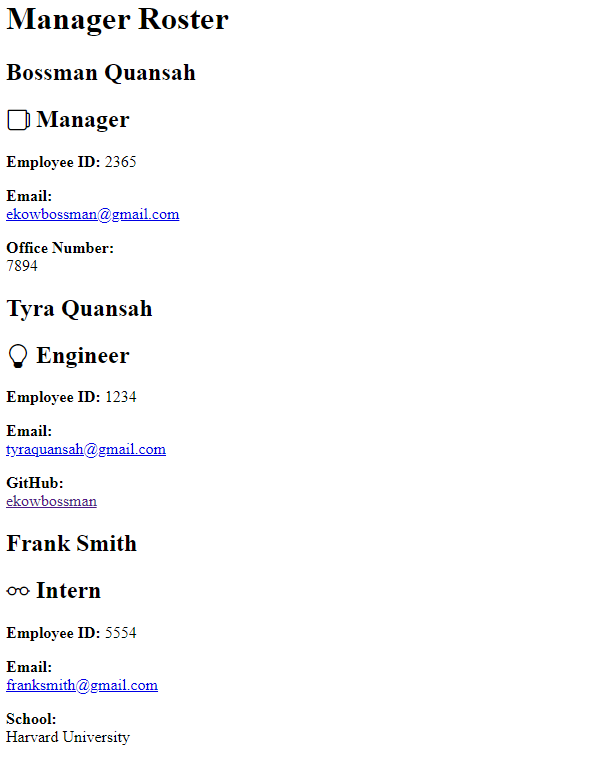 Manager Roster
Bossman Quansah
Manager
Employee ID: 2365
Email:
ekowbossman@gmail.com
Office Number:
7894
Tyra Quansah
Engineer
Employee ID: 1234
Email:
tyraquansah@gmail.com
GitHub:
ekowbossman
Frank Smith
Intern
Employee ID: 5554
Email:
franksmith@gmail.com
School:
Harvard University